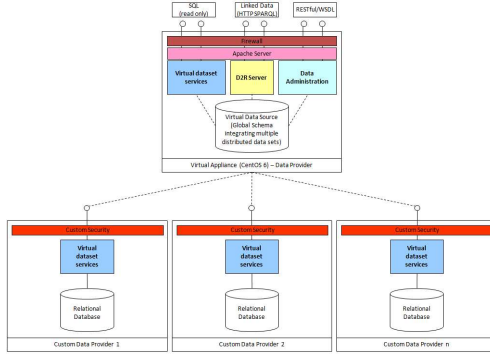 SQL
(read only)
Linked Data
(HTTP SPARQL)
RESTful/WSDL
Firewall
Apache Server
Virtual dataset
services
D2R Server
Data
Administration
Virtual Data Source
(Global Schema
integrating multiple
distributed data sets)
Virtual Appliance (CentOS 6) – Data Provider
Custom Security
Virtual
dataset
services
Relational
Database
Custom Data Provider 1
Custom Security
Virtual
dataset
services
Relational
Database
Custom Data Provider 2
Custom Security
Virtual
dataset
services
Relational
Database
Custom Data Provider n